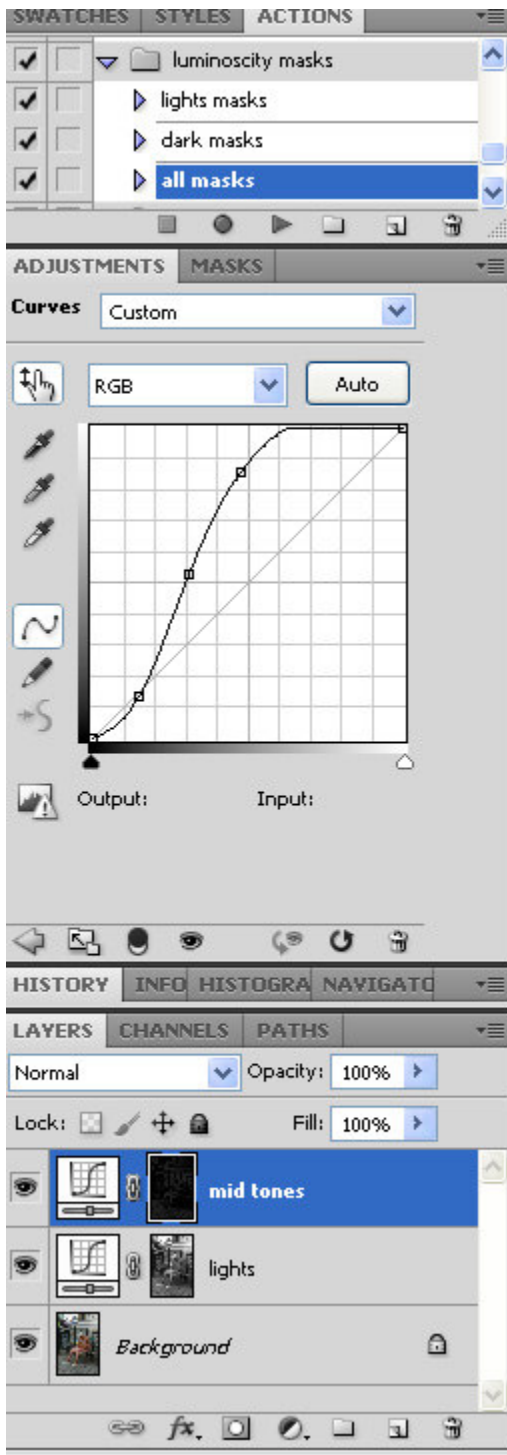 SWATCHES STYLES ACTIONS
luminoscity masks
lights masks
dark masks
all masks
ADJUSTMENTS MASKS
Curves Custom
RGB Auto
Output: Input:
HISTORY INFO HISTOGRA NAVIGATO
LAYERS CHANNELS PATHS
Normal Opacity: 100%
Lock: Fill: 100%
mid tones
lights
Background
fx.